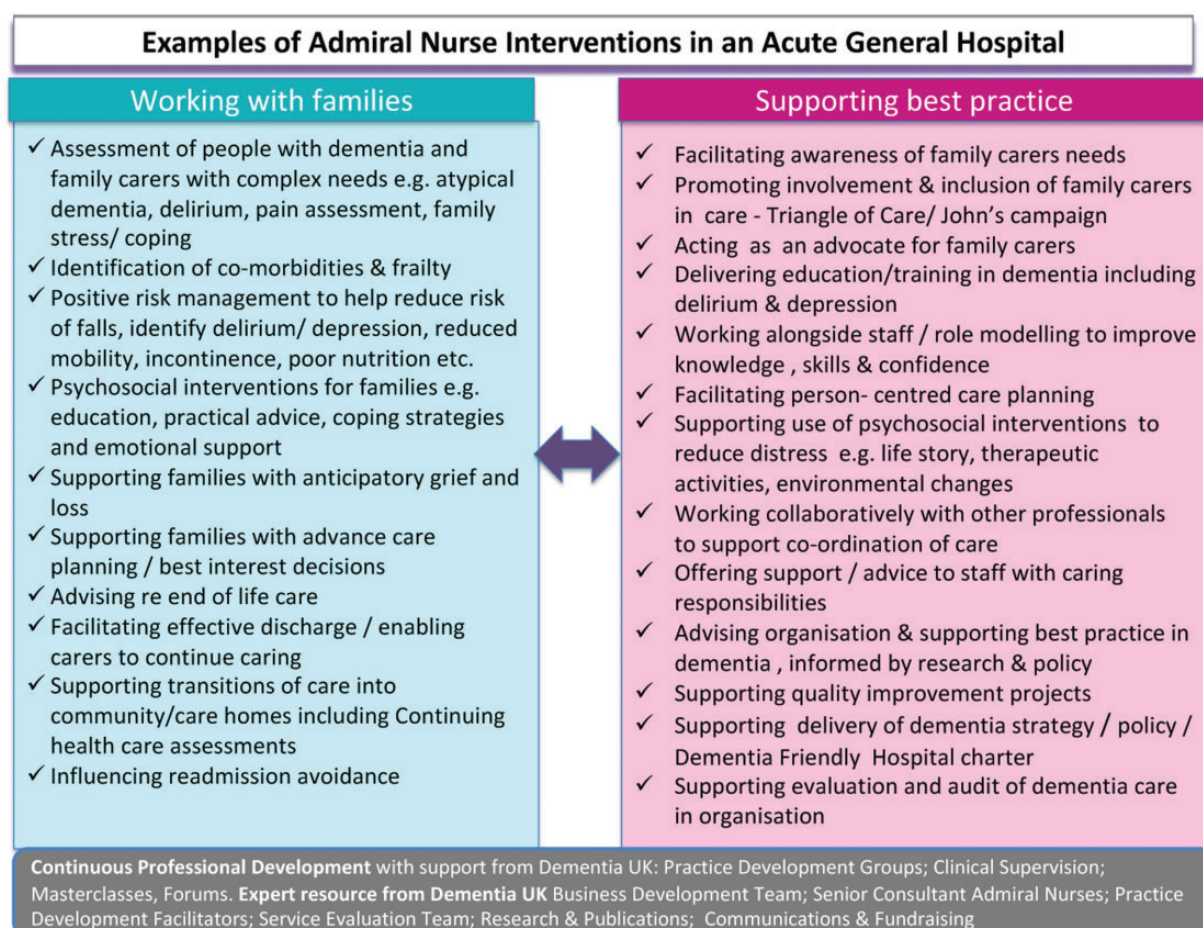 Examples of Admiral Nurse Interventions in an Acute General Hospital
Working with families
✓ Assessment of people with dementia and
family carers with complex needs e.g. atypical
dementia, delirium, pain assessment, family
stress/ coping
✓ Identification of co-morbidities & frailty
✓ Positive risk management to help reduce risk
of falls, identify delirium/ depression, reduced
mobility, incontinence, poor nutrition etc.
✓ Psychosocial interventions for families e.g.
education, practical advice, coping strategies
and emotional support
✓ Supporting families with anticipatory grief and
loss
✓ Supporting families with advance care
planning / best interest decisions
✓ Advising re end of life care
✓ Facilitating effective discharge / enabling
carers to continue caring
✓ Supporting transitions of care into
community/care homes including Continuing
health care assessments
✓ Influencing readmission avoidance
Supporting best practice
✓ Facilitating awareness of family carers needs
✓ Promoting involvement & inclusion of family carers
in care - Triangle of Care/ John's campaign
✓ Acting as an advocate for family carers
✓ Delivering education/training in dementia including
delirium & depression
✓ Working alongside staff / role modelling to improve
knowledge , skills & confidence
✓ Facilitating person- centred care planning
✓ Supporting use of psychosocial interventions to
reduce distress e.g. life story, therapeutic
activities, environmental changes
✓ Working collaboratively with other professionals
to support co-ordination of care
✓ Offering support / advice to staff with caring
responsibilities
✓ Advising organisation & supporting best practice in
dementia , informed by research & policy
✓ Supporting quality improvement projects
✓ Supporting delivery of dementia strategy / policy /
Dementia Friendly Hospital charter
✓ Supporting evaluation and audit of dementia care
in organisation
Continuous Professional Development with support from Dementia UK: Practice Development Groups; Clinical Supervision;
Masterclasses, Forums. Expert resource from Dementia UK Business Development Team; Senior Consultant Admiral Nurses; Practice
Development Facilitators; Service Evaluation Team; Research & Publications; Communications & Fundraising